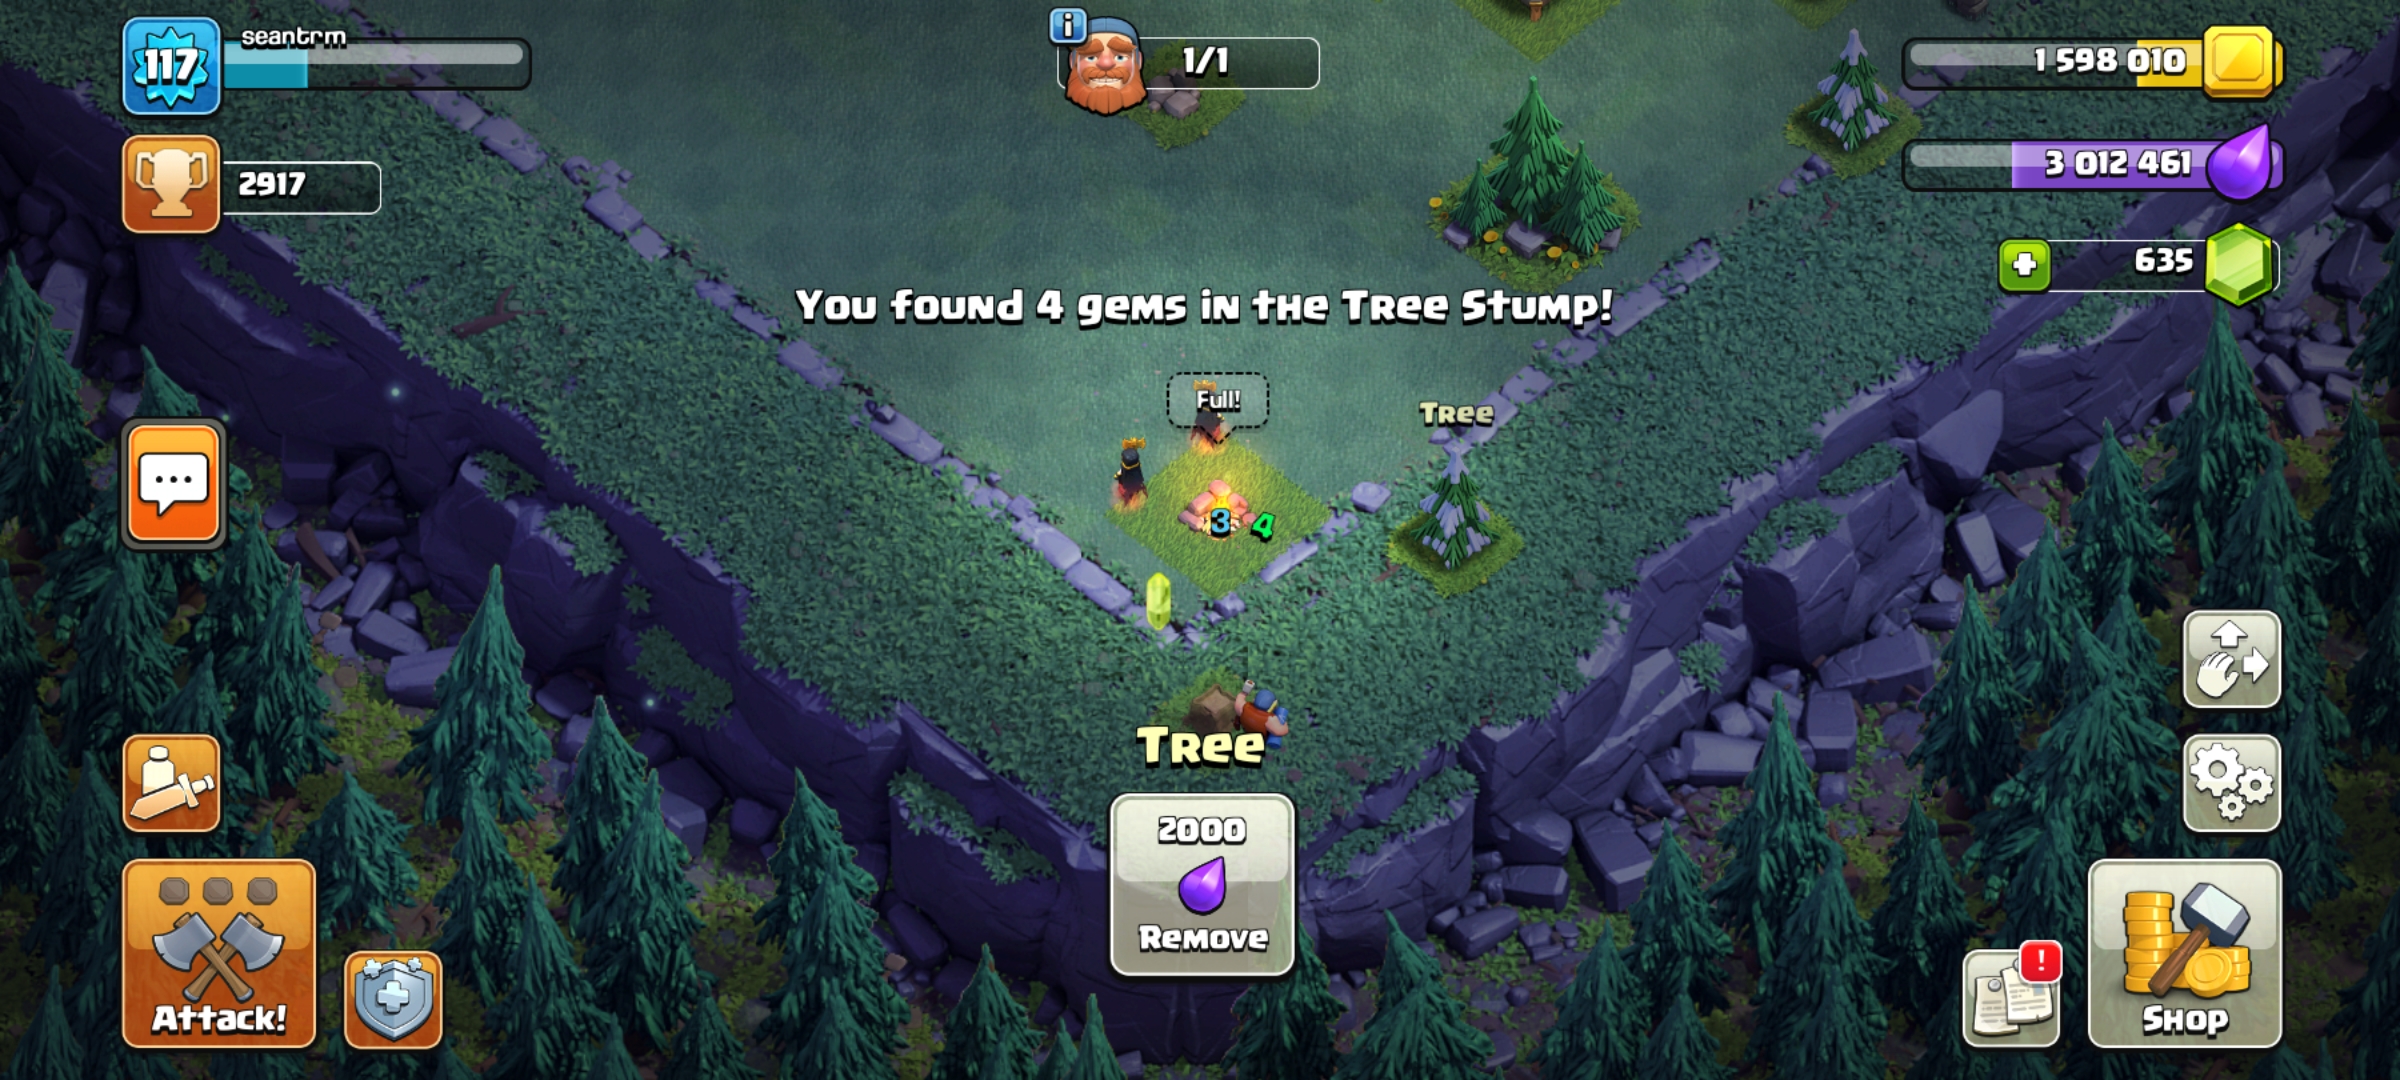 117
seantrm
1/1
1 598 010
3 012 461
2917
635
You found 4 gems in the Tree Stump!
Full!
Tree
3
4
Tree
2000
Remove
Attack!
!
Shop